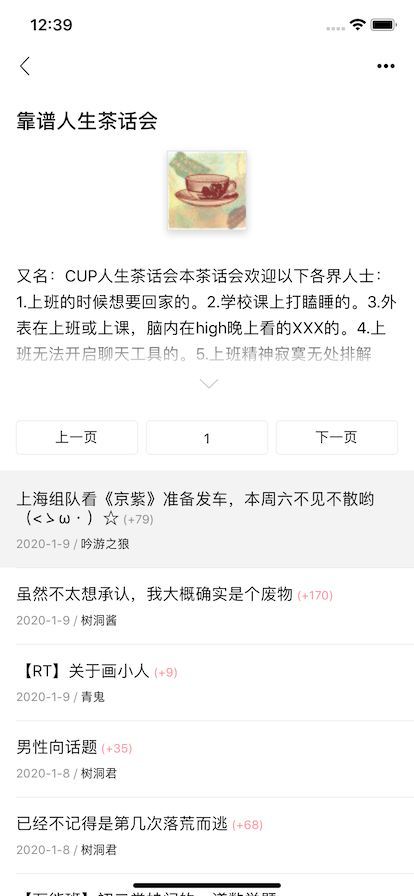 12:39
靠谱人生茶话会
又名：CUP人生茶话会本茶话会欢迎以下各界人士：
1.上班的时候想要回家的。2.学校课上打瞌睡的。3.外
表在上班或上课，脑内在high晚上看的XXX的。4.上
班无法开启聊天工具的。5.上班精神寂寞无处排解
上一页
1
下一页
上海组队看《京紫》准备发车，本周六不见不散哟
（<ゝω・）☆ (+79)
2020-1-9 / 吟游之狼
虽然不太想承认，我大概确实是个废物 (+170)
2020-1-9 / 树洞酱
【RT】关于画小人 (+9)
2020-1-9 / 青鬼
男性向话题 (+35)
2020-1-8 / 树洞君
已经不记得是第几次落荒而逃 (+68)
2020-1-8 / 树洞君